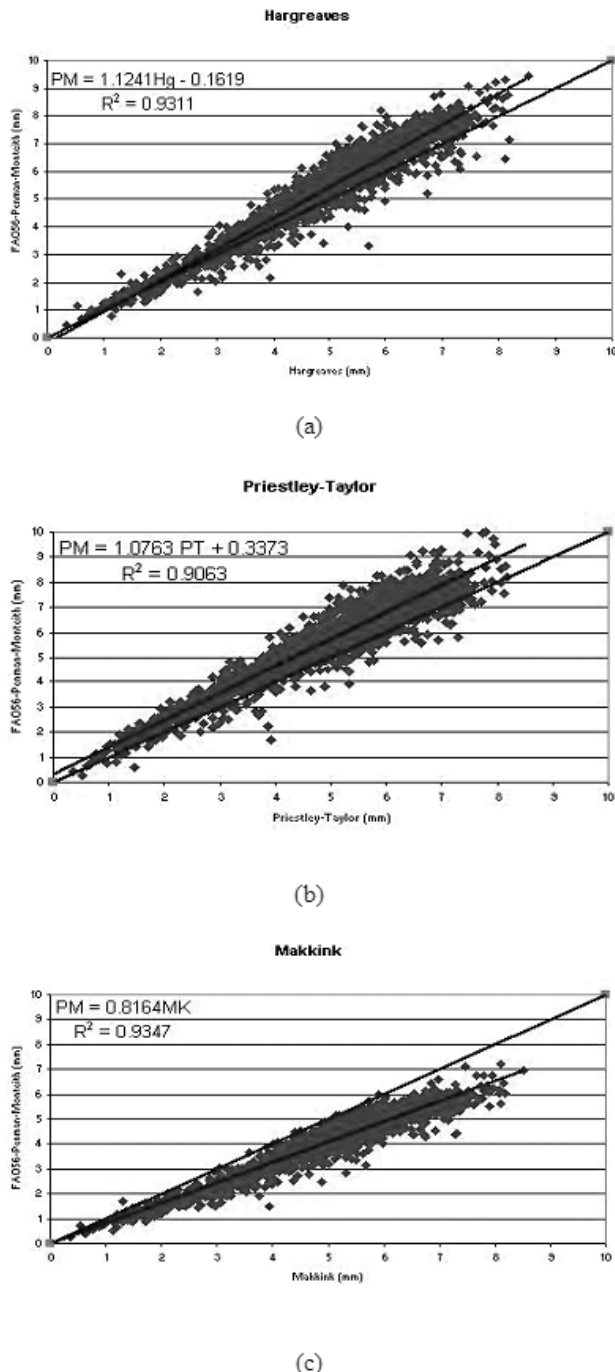 Hargreaves
10
PM = 1.1241Hg - 0.1619
9
R² = 0.9311
8
7
6
5
4
3
2
1
0
FAO56-Penman-Monteith (mm)
0 1 2 3 4 5 6 7 8 9 10
Hargreaves (mm)
(a)
Priestley-Taylor
10
PM = 1.0763 PT + 0.3373
9
R² = 0.9063
8
7
6
5
4
3
2
1
0
FAO56-Penman-Monteith (mm)
0 1 2 3 4 5 6 7 8 9 10
Priestley-Taylor (mm)
(b)
Makkink
10
PM = 0.8164MK
9
R² = 0.9347
8
7
6
5
4
3
2
1
0
FAO56-Penman-Monteith (mm)
0 1 2 3 4 5 6 7 8 9 10
Makkink (mm)
(c)